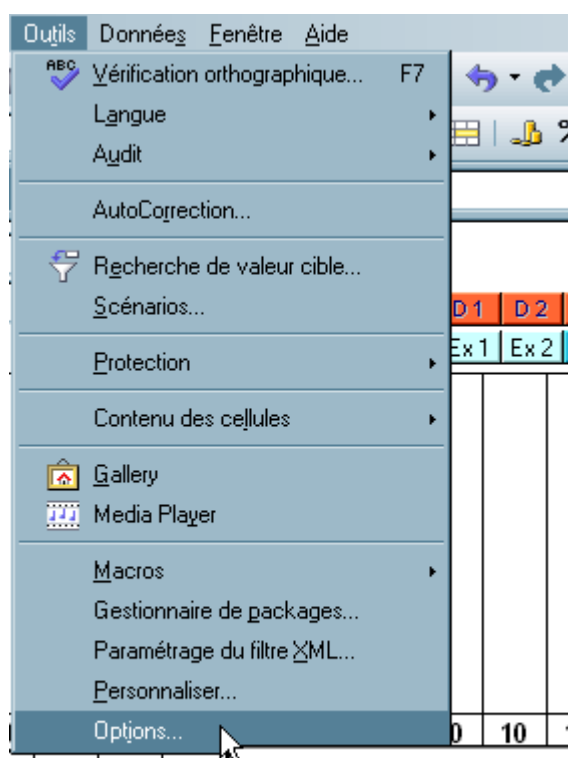 Outils Données Fenêtre Aide
ABC
Vérification orthographique... F7
Langue
Audit
AutoCorrection...
Recherche de valeur cible...
Scénarios...
D 1 D 2
Ex 1 Ex 2
Protection
Contenu des cellules
Gallery
Media Player
Macros
Gestionnaire de packages...
Paramétrage du filtre XML...
Personnaliser...
Options...
0 10